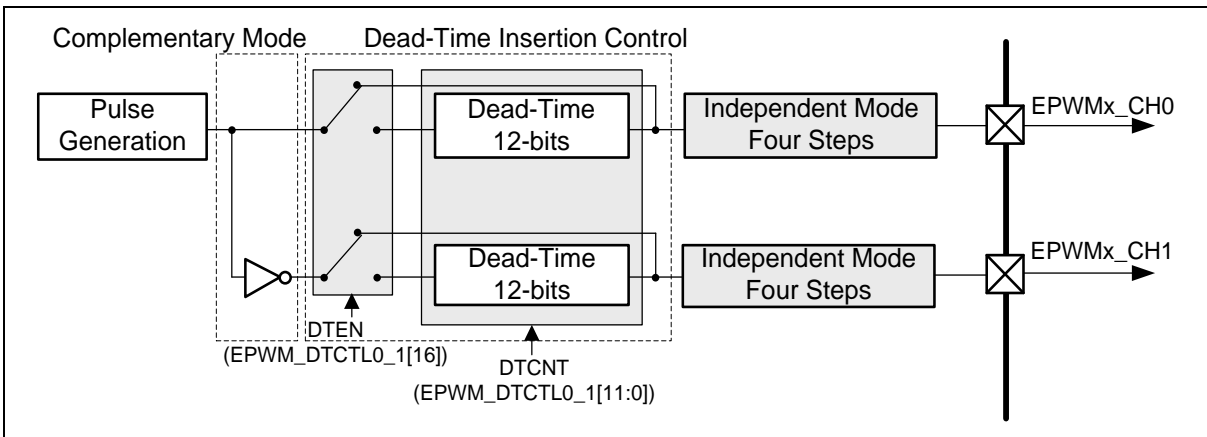 Complementary Mode
Dead-Time Insertion Control
Pulse
Generation
Dead-Time
12-bits
Independent Mode
Four Steps
EPWMx_CH0
Dead-Time
12-bits
Independent Mode
Four Steps
EPWMx_CH1
DTEN
(EPWM_DTCTL0_1[16])
DTCNT
(EPWM_DTCTL0_1[11:0])